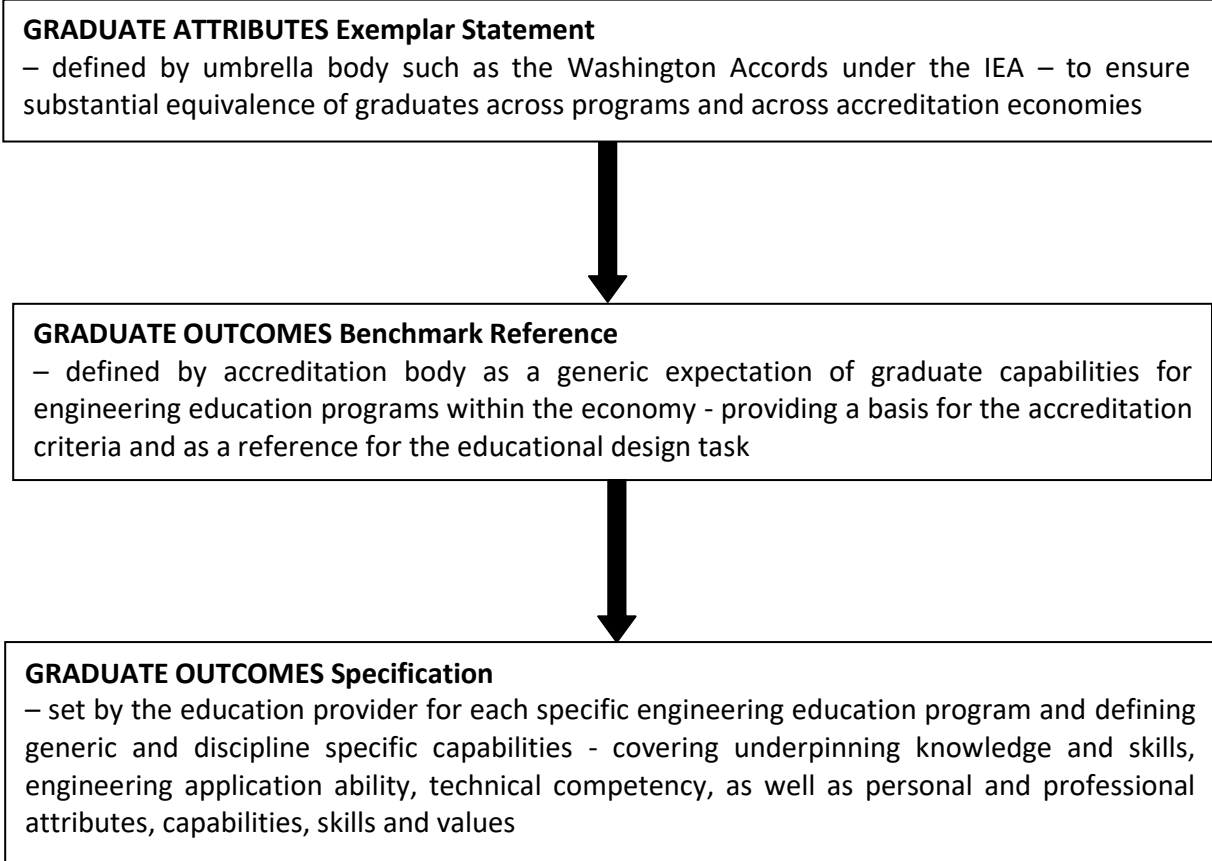 GRADUATE ATTRIBUTES Exemplar Statement
– defined by umbrella body such as the Washington Accords under the IEA – to ensure
substantial equivalence of graduates across programs and across accreditation economies
GRADUATE OUTCOMES Benchmark Reference
– defined by accreditation body as a generic expectation of graduate capabilities for
engineering education programs within the economy - providing a basis for the accreditation
criteria and as a reference for the educational design task
GRADUATE OUTCOMES Specification
– set by the education provider for each specific engineering education program and defining
generic and discipline specific capabilities - covering underpinning knowledge and skills,
engineering application ability, technical competency, as well as personal and professional
attributes, capabilities, skills and values